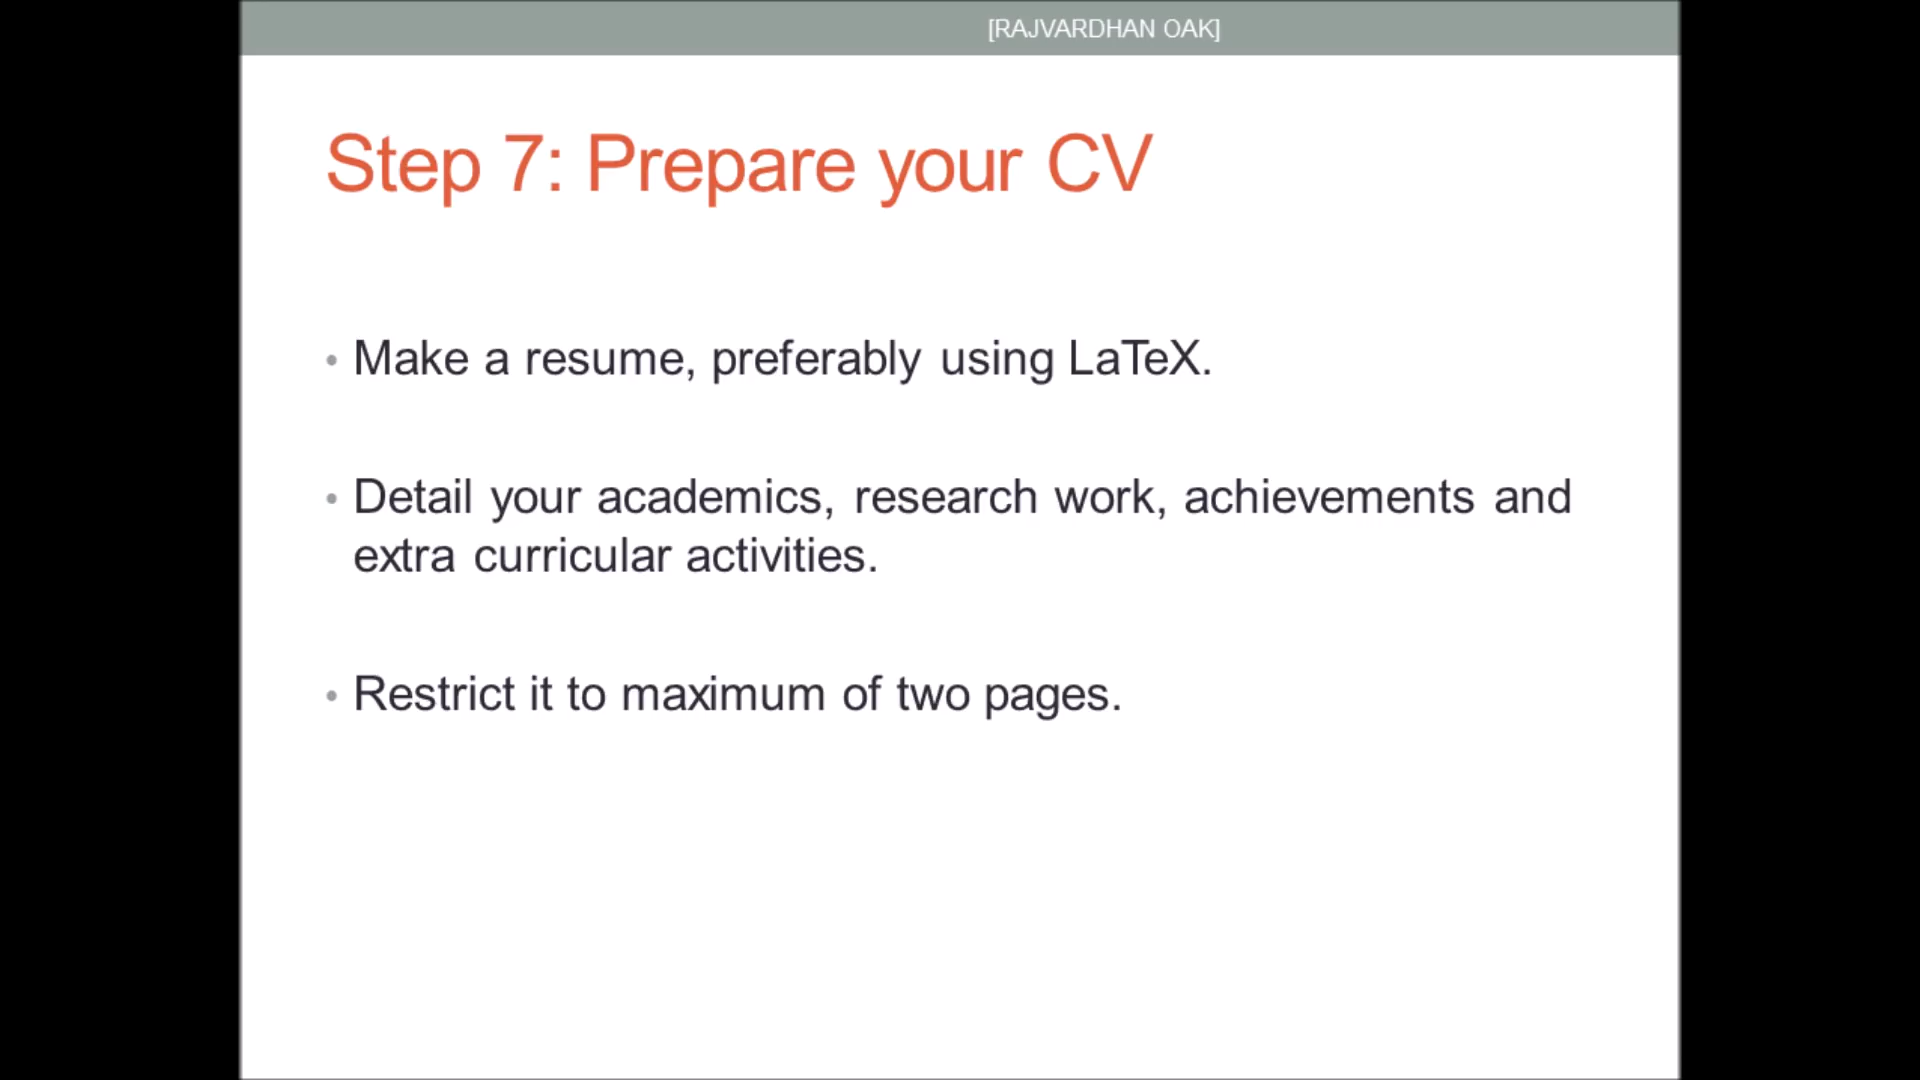 [RAJVARDHAN OAK]
Step 7: Prepare your CV
• Make a resume, preferably using LaTeX.
• Detail your academics, research work, achievements and
extra curricular activities.
• Restrict it to maximum of two pages.